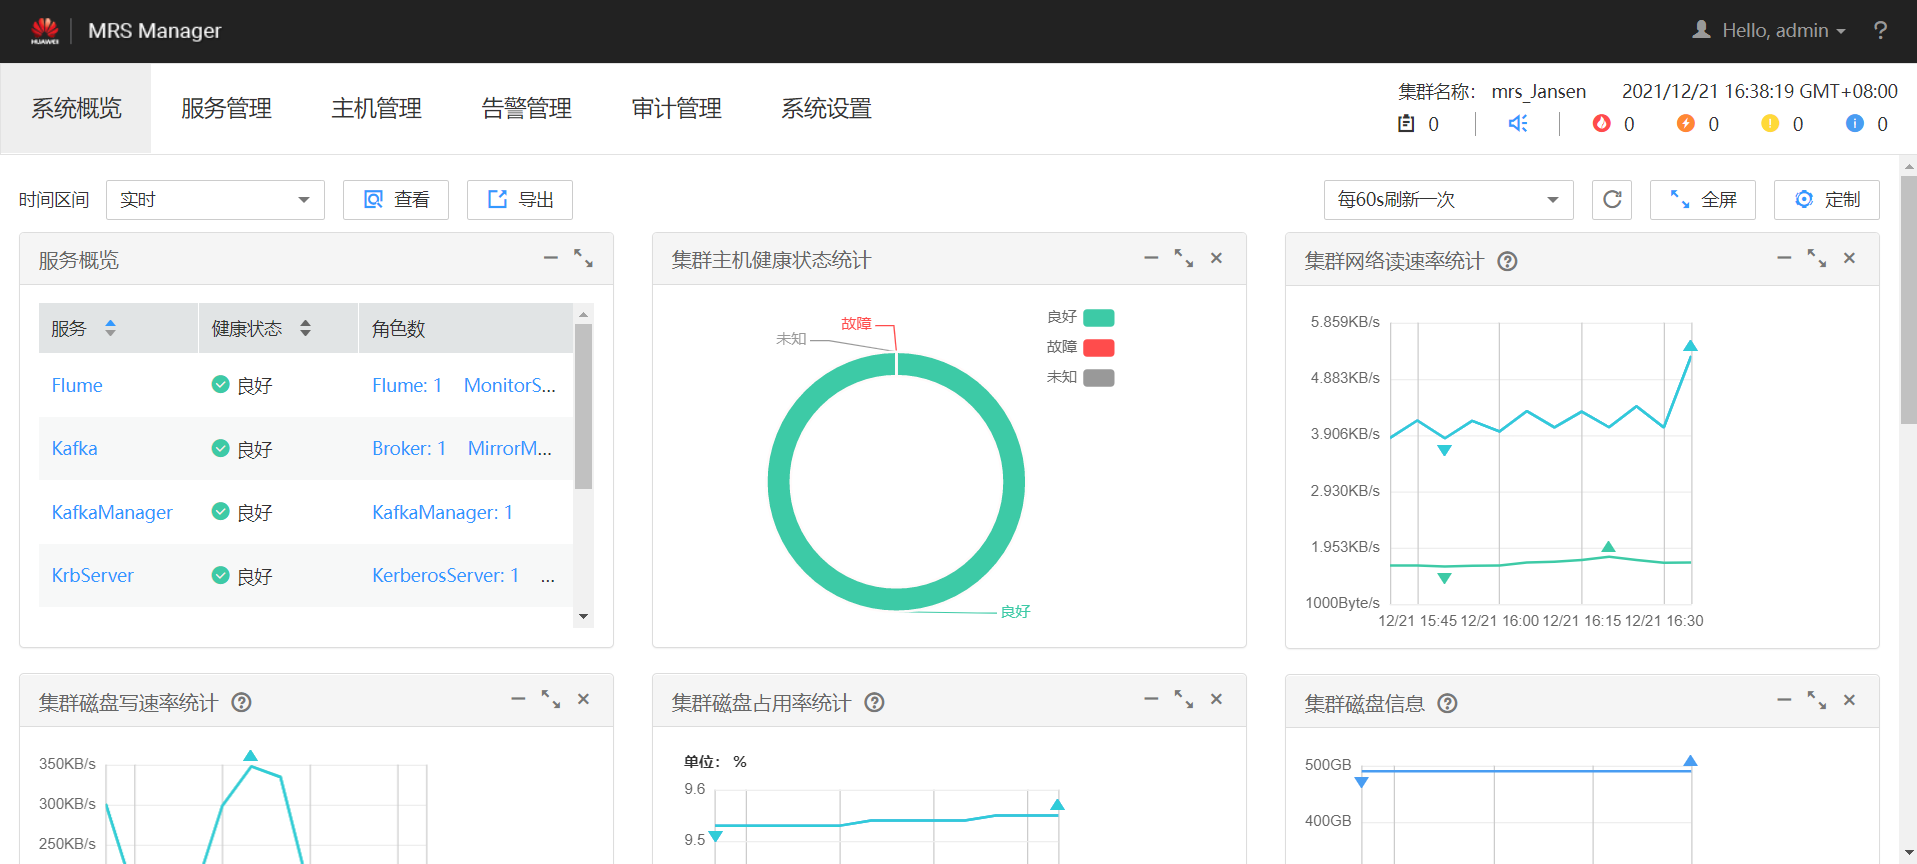 HUAWEI MRS Manager Hello, admin ?
系统概览 服务管理 主机管理 告警管理 审计管理 系统设置
集群名称： mrs_Jansen 2021/12/21 16:38:19 GMT+08:00
0 0 0 0 0
时间区间 实时 查看 导出 每60s刷新一次 全屏 定制
服务概览
服务 健康状态 角色数
Flume 良好 Flume: 1 MonitorS...
Kafka 良好 Broker: 1 MirrorM...
KafkaManager 良好 KafkaManager: 1
KrbServer 良好 KerberosServer: 1 ...
集群主机健康状态统计
故障
未知
良好
良好
故障
未知
集群网络读速率统计
5.859KB/s
4.883KB/s
3.906KB/s
2.930KB/s
1.953KB/s
1000Byte/s
12/21 15:45 12/21 16:00 12/21 16:15 12/21 16:30
集群磁盘写速率统计
350KB/s
300KB/s
250KB/s
集群磁盘占用率统计
单位： %
9.6
9.5
集群磁盘信息
500GB
400GB